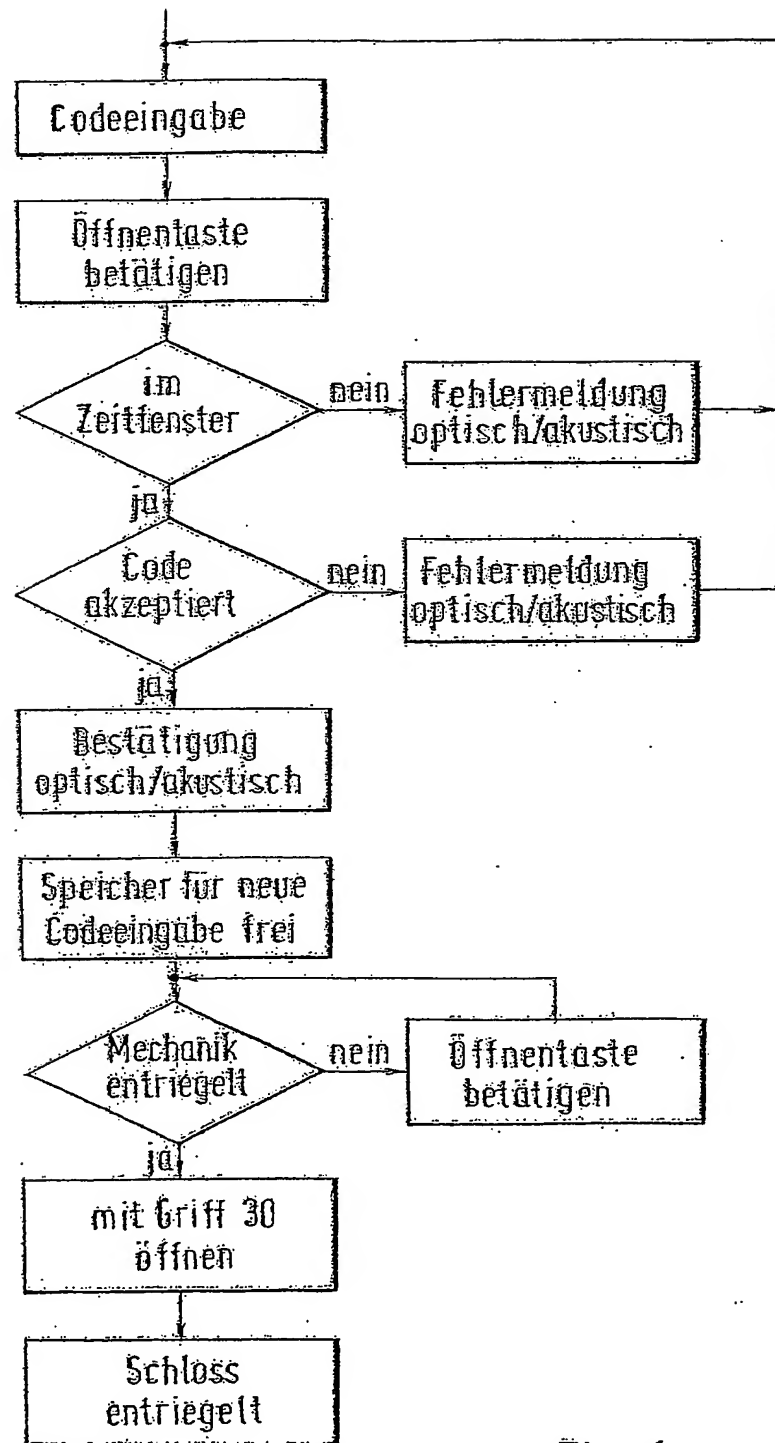 Codeeingabe
Öffnentaste
betätigen
im
Zeitfenster
nein
Fehlermeldung
optisch/akustisch
ja
Code
akzeptiert
nein
Fehlermeldung
optisch/akustisch
ja
Bestätigung
optisch/akustisch
Speicher für neue
Codeeingabe frei
Mechanik
entriegelt
nein
Öffnentaste
betätigen
ja
mit Griff 30
öffnen
Schloss
entriegelt